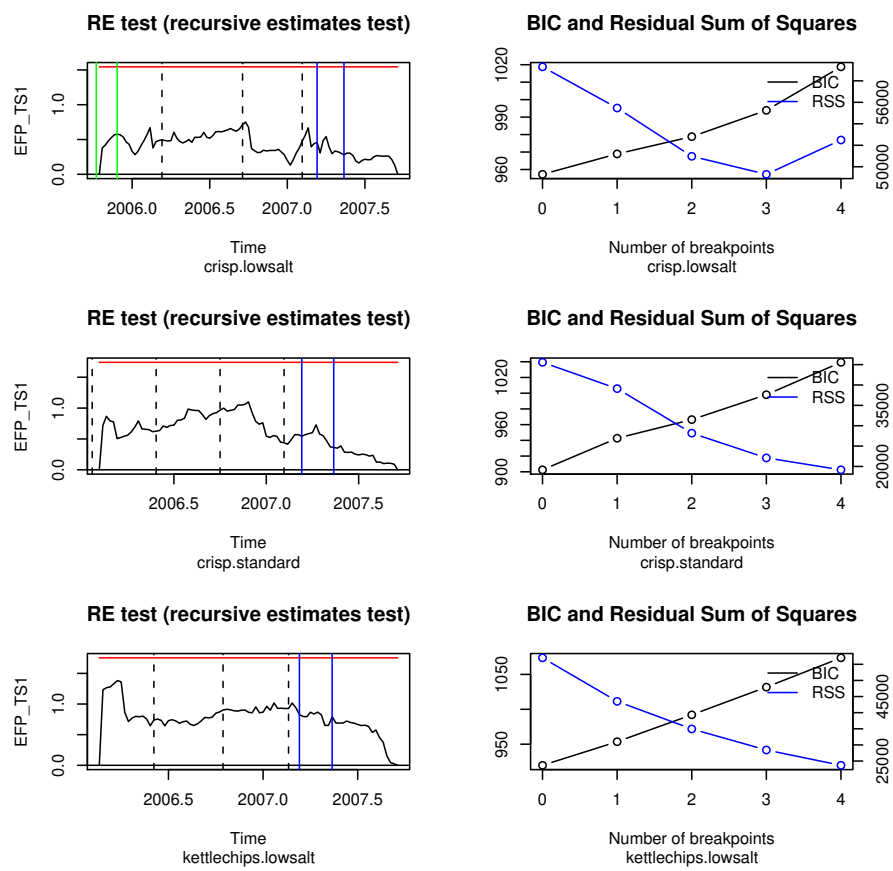 RE test (recursive estimates test)
EFP_TS1
0.0 1.0
2006.0 2006.5 2007.0 2007.5
Time
crisp.lowsalt
BIC and Residual Sum of Squares
960 990 1020
50000 56000
BIC
RSS
0 1 2 3 4
Number of breakpoints
crisp.lowsalt
RE test (recursive estimates test)
EFP_TS1
0.0 1.0
2006.5 2007.0 2007.5
Time
crisp.standard
BIC and Residual Sum of Squares
900 960 1020
20000 35000
BIC
RSS
0 1 2 3 4
Number of breakpoints
crisp.standard
RE test (recursive estimates test)
EFP_TS1
0.0 1.0
2006.5 2007.0 2007.5
Time
kettlechips.lowsalt
BIC and Residual Sum of Squares
950 1050
25000 45000
BIC
RSS
0 1 2 3 4
Number of breakpoints
kettlechips.lowsalt